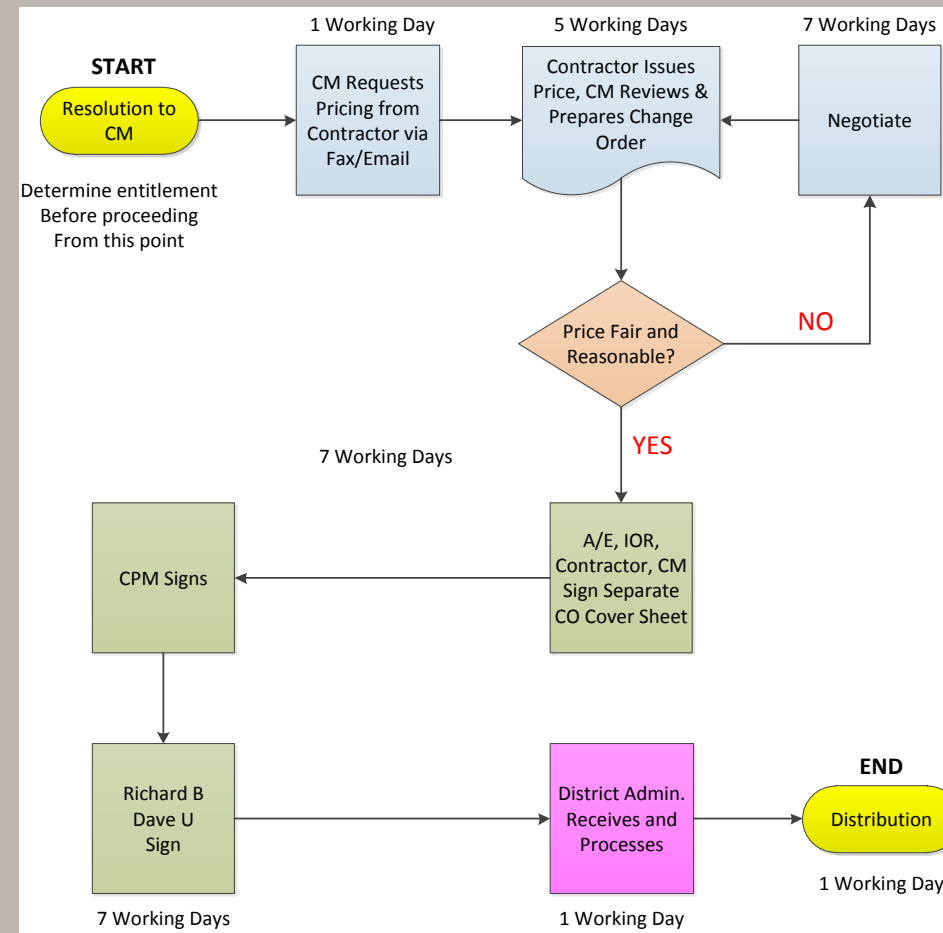 1 Working Day
5 Working Days
7 Working Days
START
Resolution to
CM
CM Requests
Pricing from
Contractor via
Fax/Email
Contractor Issues
Price, CM Reviews &
Prepares Change
Order
Negotiate
Determine entitlement
Before proceeding
From this point
Price Fair and
Reasonable?
NO
YES
7 Working Days
CPM Signs
A/E, IOR,
Contractor, CM
Sign Separate
CO Cover Sheet
Richard B
Dave U
Sign
District Admin.
Receives and
Processes
END
Distribution
7 Working Days
1 Working Day
1 Working Day